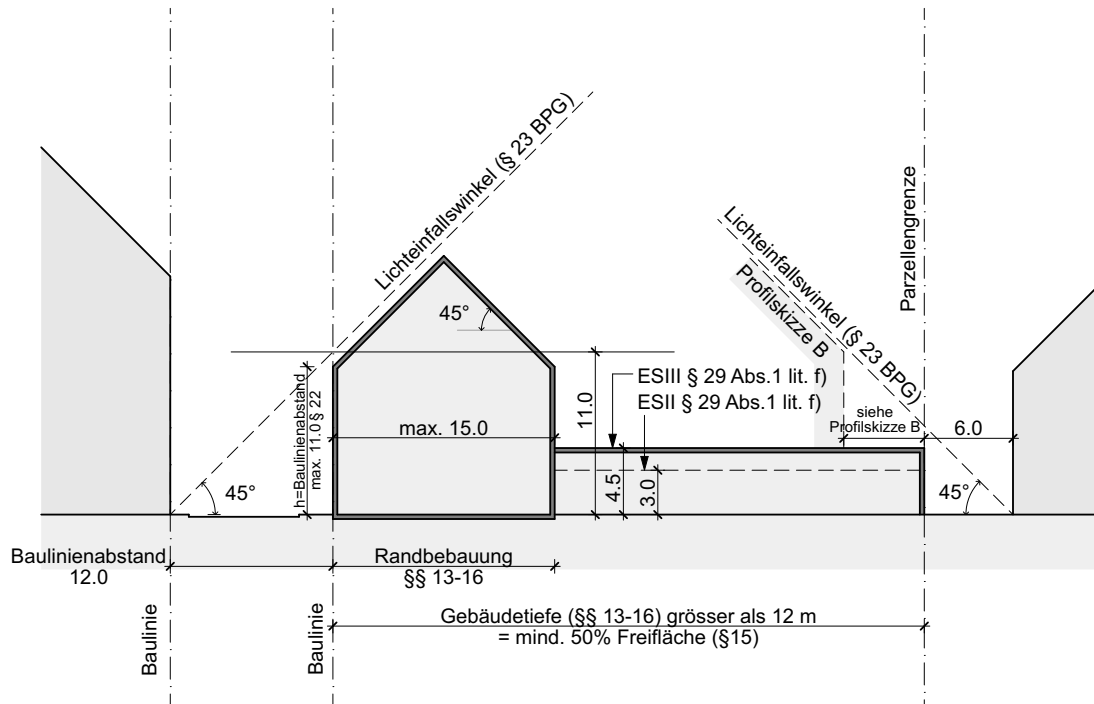 Lichteinfallswinkel (§ 23 BPG)
Parzellengrenze
Lichteinfallswinkel (§ 23 BPG)
Profilskizze B
45°
ESIII § 29 Abs.1 lit. f)
ESII § 29 Abs.1 lit. f)
h=Baulinienabstand
max. 11.0 § 22
max. 15.0
11.0
siehe
Profilskizze B
6.0
45°
4.5
3.0
45°
Baulinienabstand
12.0
Randbebauung
§§ 13-16
Gebäudetiefe (§§ 13-16) grösser als 12 m
= mind. 50% Freifläche (§15)
Baulinie
Baulinie